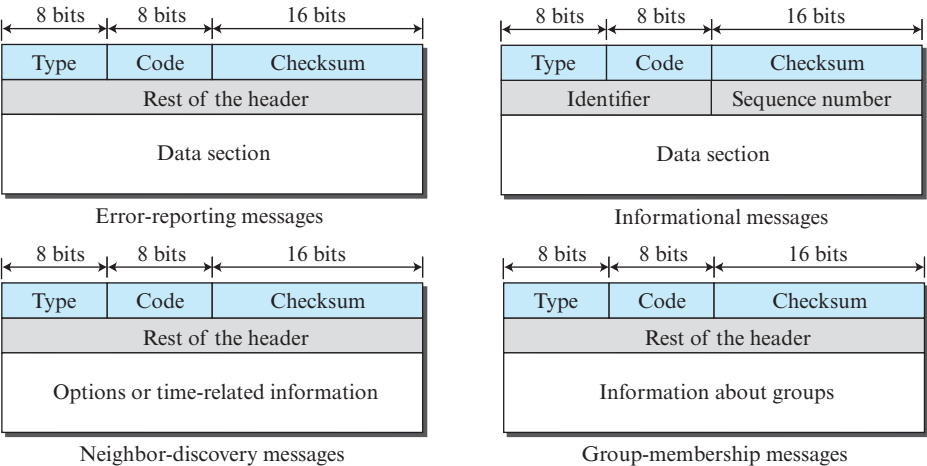 8 bits 8 bits 16 bits
Type Code Checksum
Rest of the header
Data section
Error-reporting messages
8 bits 8 bits 16 bits
Type Code Checksum
Identifier Sequence number
Data section
Informational messages
8 bits 8 bits 16 bits
Type Code Checksum
Rest of the header
Options or time-related information
Neighbor-discovery messages
8 bits 8 bits 16 bits
Type Code Checksum
Rest of the header
Information about groups
Group-membership messages